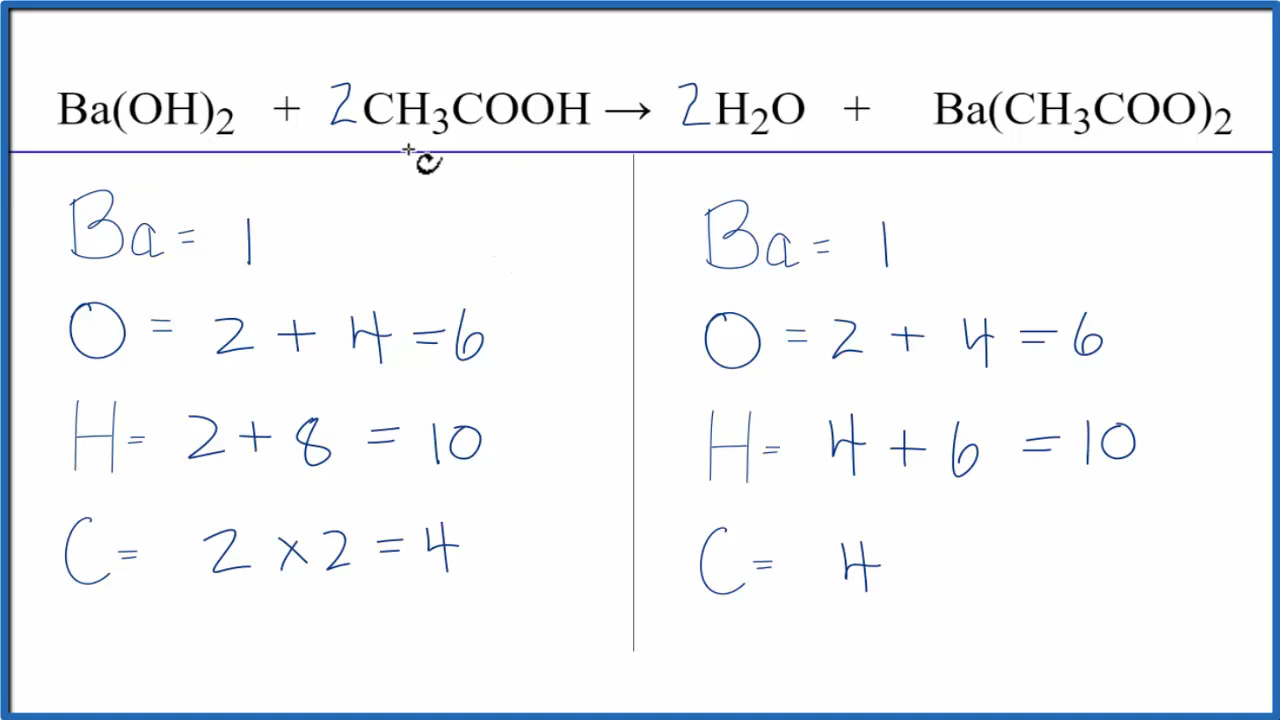 Ba(OH)₂ + 2CH₃COOH → 2H₂O + Ba(CH₃COO)₂
Ba = 1
O = 2 + 4 = 6
H = 2 + 8 = 10
C = 2 × 2 = 4
Ba = 1
O = 2 + 4 = 6
H = 4 + 6 = 10
C = 4